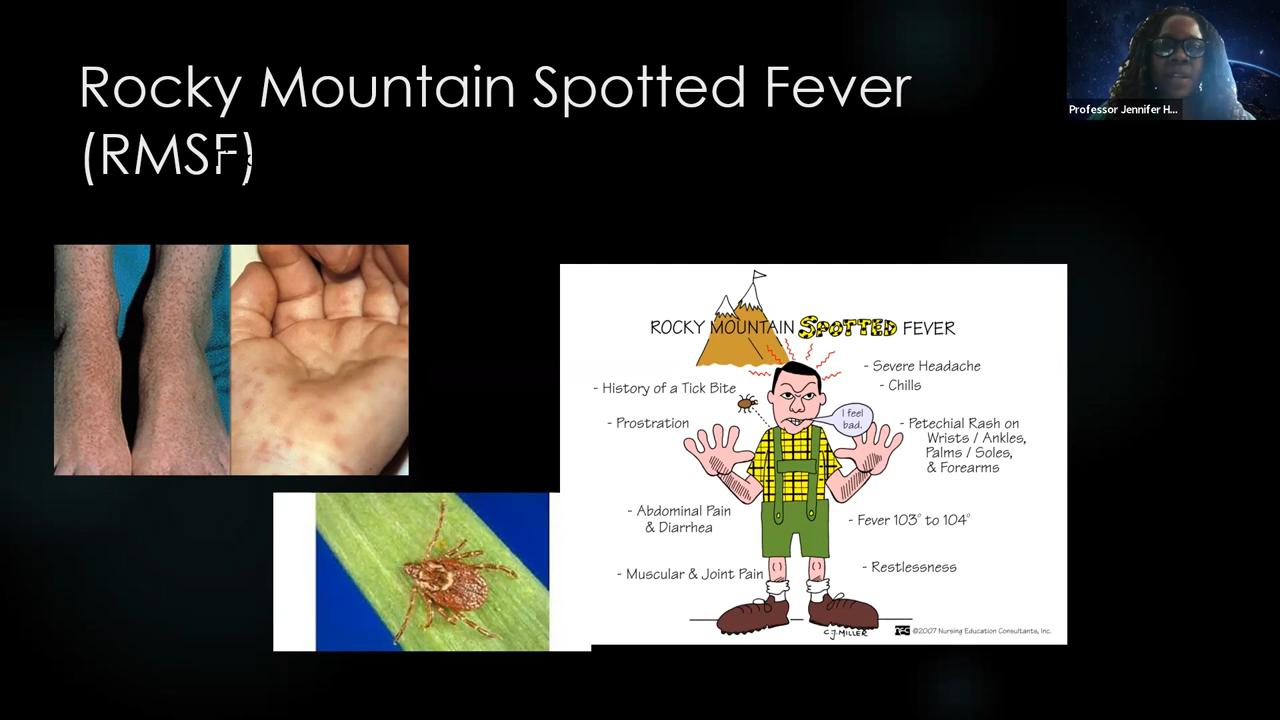 Rocky Mountain Spotted Fever
(RMSF)
Professor Jennifer H...
ROCKY MOUNTAIN SPOTTED FEVER
- History of a Tick Bite
- Prostration
- Abdominal Pain
& Diarrhea
- Muscular & Joint Pain
I feel
bad.
- Severe Headache
- Chills
- Petechial Rash on
Wrists / Ankles,
Palms / Soles,
& Forearms
- Fever 103° to 104°
- Restlessness
C.J. MILLER
NEC ©2007 Nursing Education Consultants, Inc.